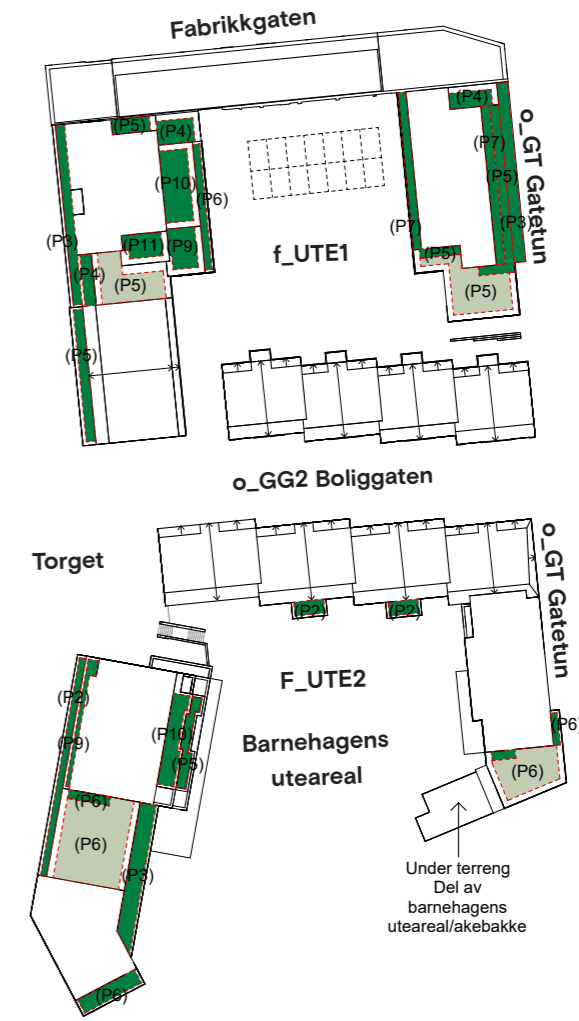 Fabrikkgaten
(P5)
(P4)
(P4)
o_GT Gatetun
(P7)
(P10)
(P5)
(P6)
(P3)
(P7)
(P3)
(P11)
(P9)
f_UTE1
(P5)
(P4)
(P5)
(P5)
(P5)
o_GG2 Boliggaten
Torget
o_GT Gatetun
(P2)
(P2)
F_UTE2
(P2)
(P10)
(P9)
(P6)
Barnehagens
uteareal
(P5)
(P6)
(P6)
(P6)
(P3)
Under terreng
Del av
barnehagens
uteareal/akebakke
(P6)